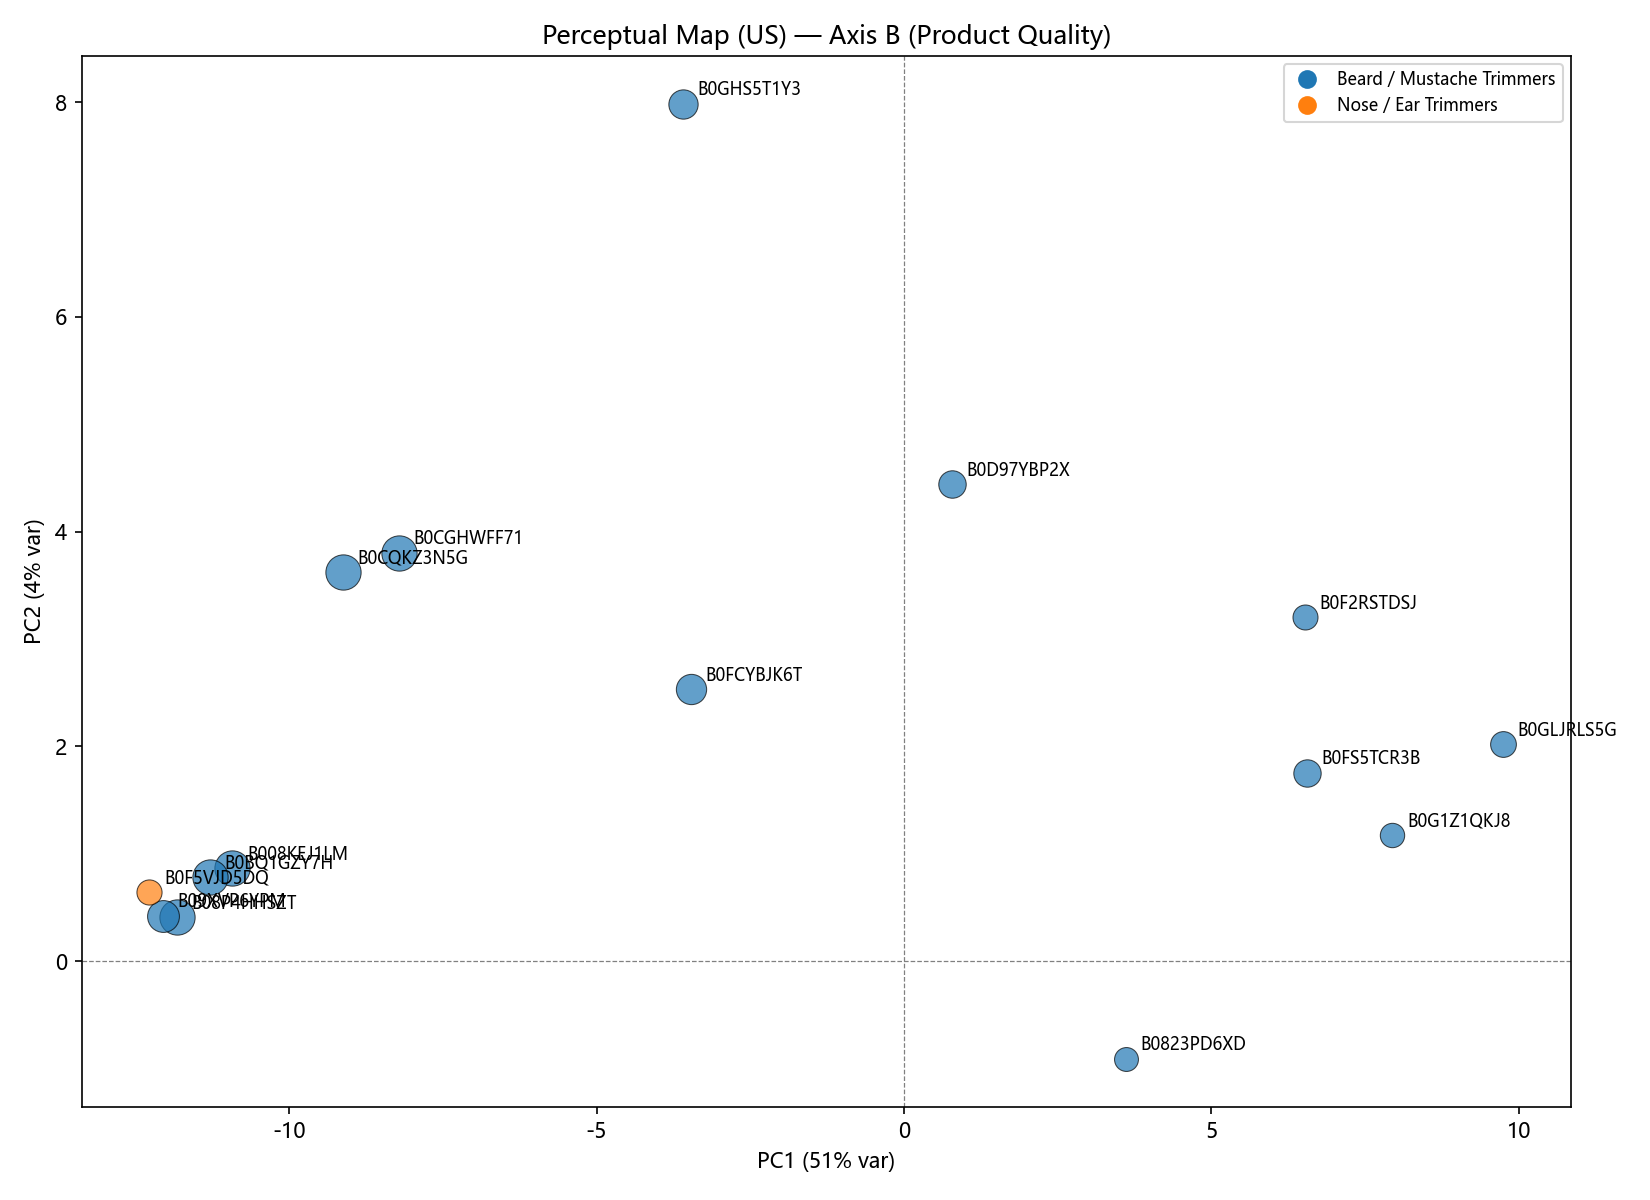 Perceptual Map (US) — Axis B (Product Quality)
Beard / Mustache Trimmers
Nose / Ear Trimmers
B0GHS5T1Y3
B0D97YBP2X
B0CGHWFF71
B0CQKZ3N5G
B0F2RSTDSJ
B0FCYBJK6T
B0GLJRLS5G
B0FS5TCR3B
B0G1Z1QKJ8
B0BQ1GZY7H
B0F5VJD5DQ
B0823PD6XD
8
6
4
2
0
-10
-5
0
5
10
PC2 (4% var)
PC1 (51% var)